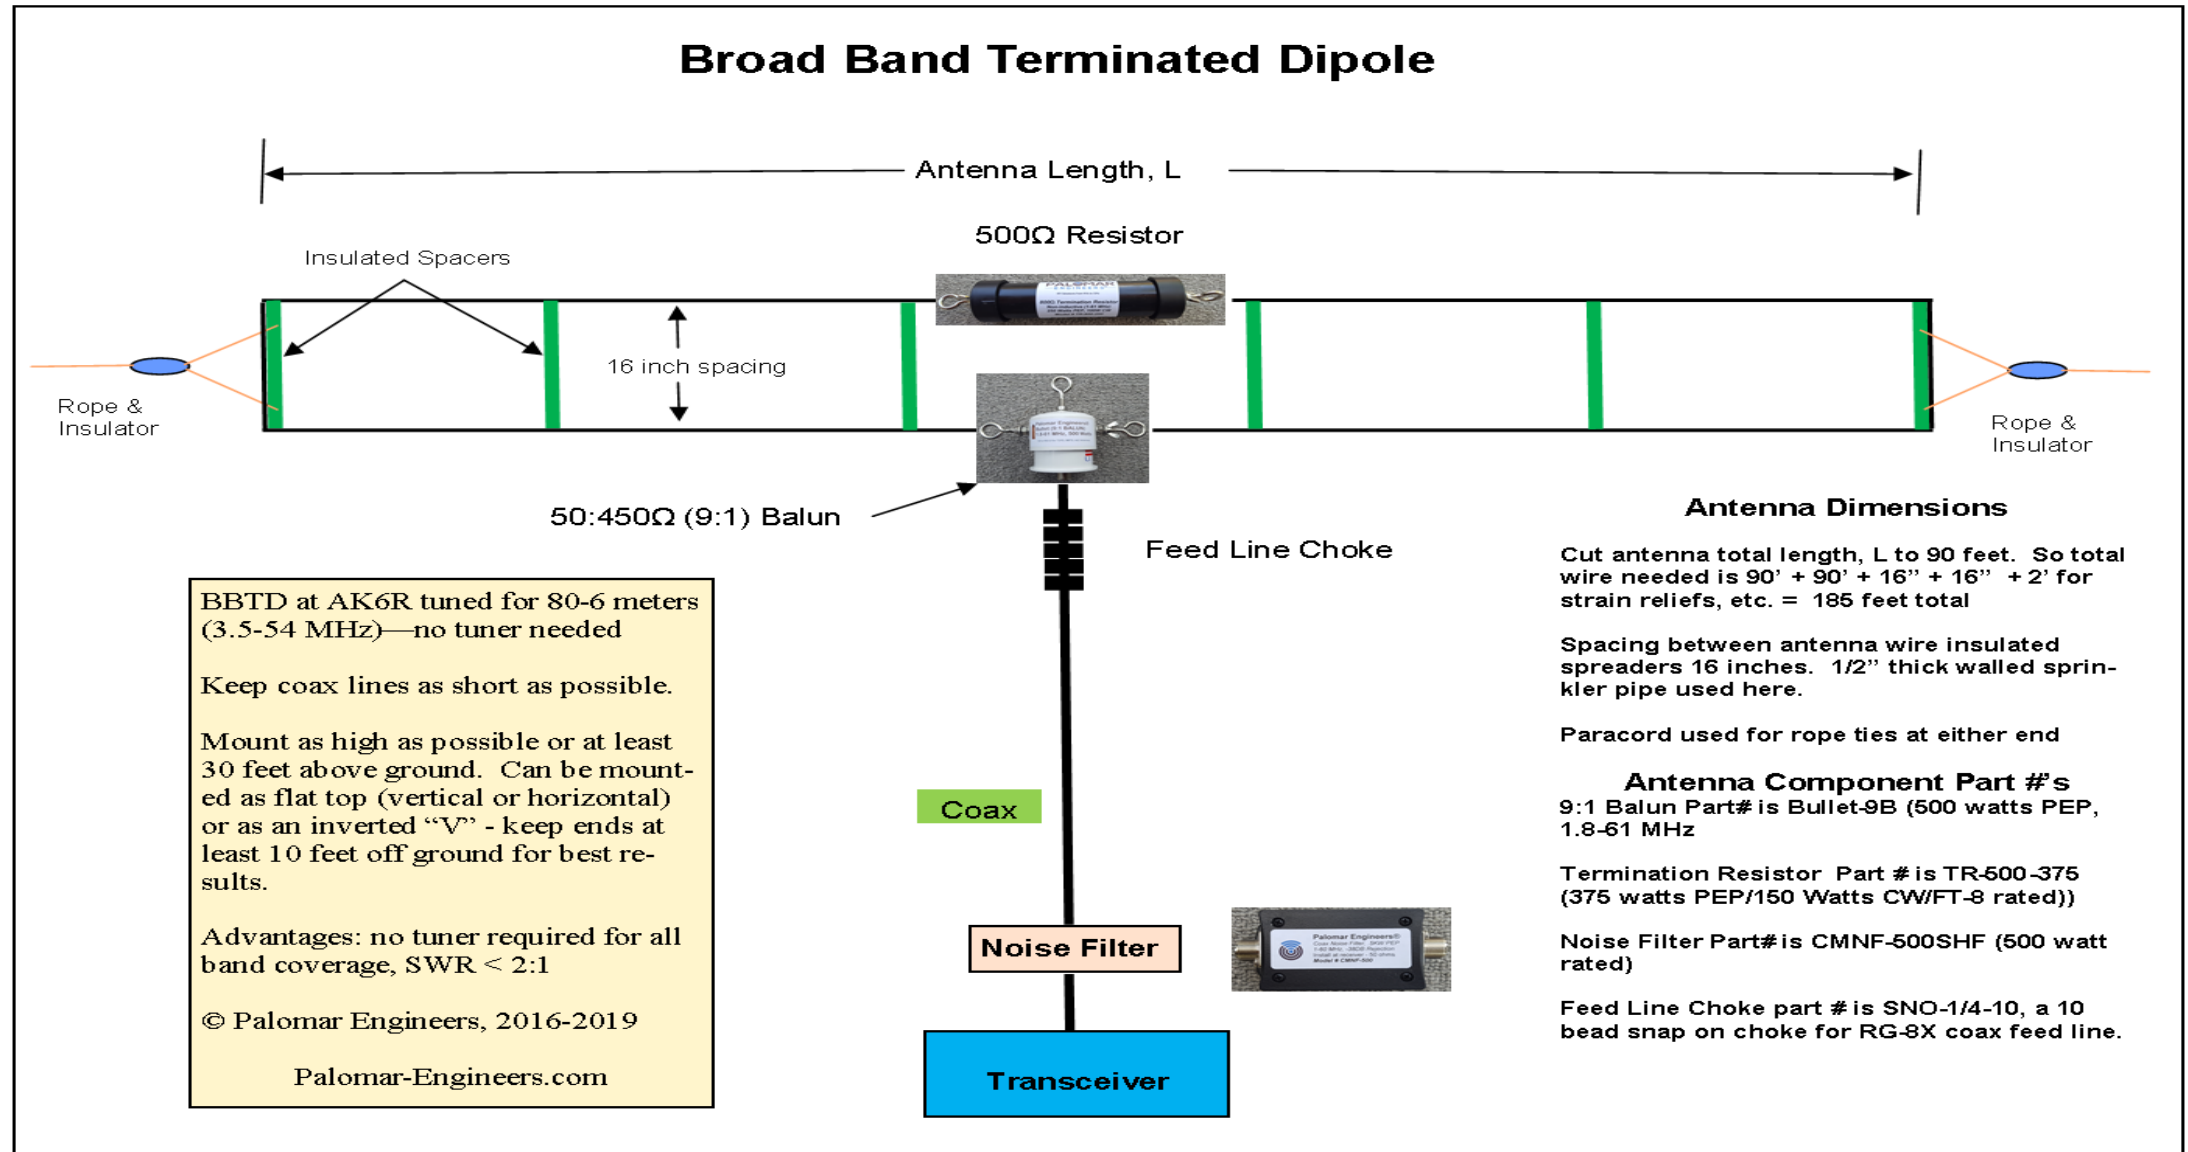 Broad Band Terminated Dipole
Antenna Length, L
500Ω Resistor
Insulated Spacers
PALOMAR
ENGINEERS
16 inch spacing
Rope &
Insulator
Rope &
Insulator
50:450Ω (9:1) Balun
Feed Line Choke
BBTD at AK6R tuned for 80-6 meters
(3.5-54 MHz)—no tuner needed
Keep coax lines as short as possible.
Mount as high as possible or at least
30 feet above ground.  Can be mount-
ed as flat top (vertical or horizontal)
or as an inverted “V” - keep ends at
least 10 feet off ground for best re-
sults.
Advantages: no tuner required for all
band coverage, SWR < 2:1
© Palomar Engineers, 2016-2019
Palomar-Engineers.com
Coax
Noise Filter
Palomar Engineers®
Model # CMNF-500
Transceiver
Antenna Dimensions
Cut antenna total length, L to 90 feet.  So total
wire needed is 90’ + 90’ + 16” + 16”  + 2’ for
strain reliefs, etc. =  185 feet total
Spacing between antenna wire insulated
spreaders 16 inches.  1/2” thick walled sprin-
kler pipe used here.
Paracord used for rope ties at either end
Antenna Component Part #’s
9:1 Balun Part# is Bullet-9B (500 watts PEP,
1.8-61 MHz
Termination Resistor  Part # is TR-500-375
(375 watts PEP/150 Watts CW/FT-8 rated))
Noise Filter Part# is CMNF-500SHF (500 watt
rated)
Feed Line Choke part # is SNO-1/4-10, a 10
bead snap on choke for RG-8X coax feed line.